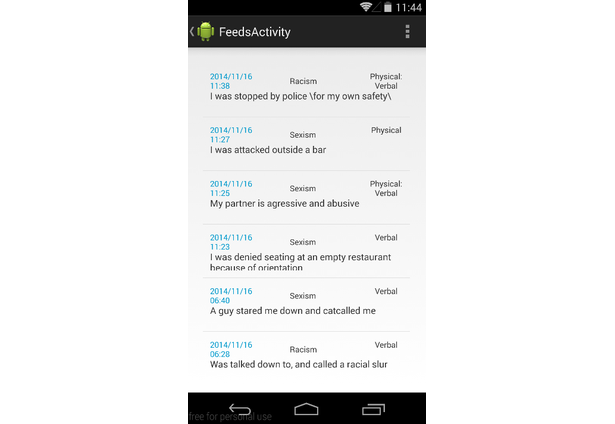 11:44
FeedsActivity
2014/11/16 Racism Physical:
11:38 Verbal
I was stopped by police \for my own safety\
2014/11/16 Sexism Physical
11:27
I was attacked outside a bar
2014/11/16 Sexism Physical:
11:25 Verbal
My partner is agressive and abusive
2014/11/16 Sexism Verbal
11:23
I was denied seating at an empty restaurant
because of orientation
2014/11/16 Sexism Verbal
06:40
A guy stared me down and catcalled me
2014/11/16 Racism Verbal
06:28
Was talked down to, and called a racial slur
free for personal use